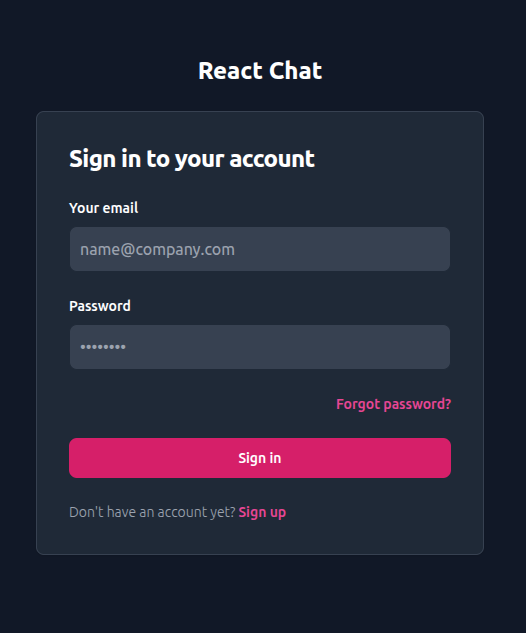 React Chat
Sign in to your account
Your email
name@company.com
Password
••••••••
Forgot password?
Sign in
Don't have an account yet? Sign up